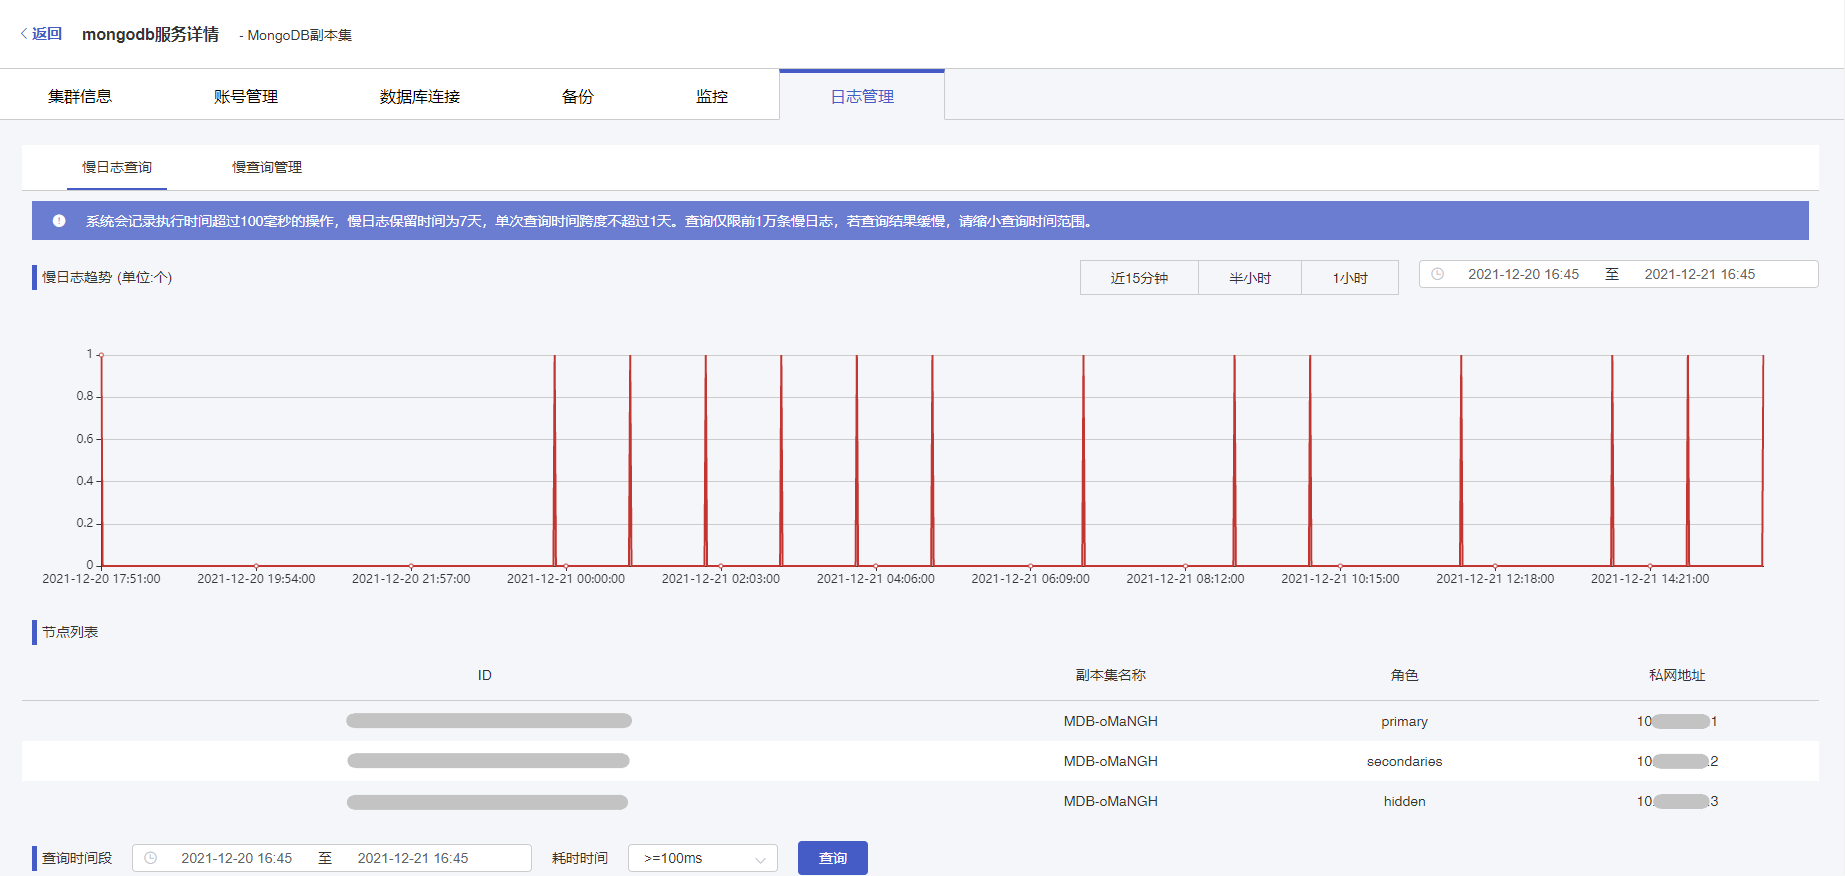 返回 mongodb服务详情 - MongoDB副本集
集群信息 账号管理 数据库连接 备份 监控 日志管理
慢日志查询 慢查询管理
系统会记录执行时间超过100毫秒的操作，慢日志保留时间为7天，单次查询时间跨度不超过1天。查询仅限前1万条慢日志，若查询结果缓慢，请缩小查询时间范围。
慢日志趋势 (单位:个) 近15分钟 半小时 1小时 2021-12-20 16:45 至 2021-12-21 16:45
1
0.8
0.6
0.4
0.2
0
2021-12-20 17:51:00 2021-12-20 19:54:00 2021-12-20 21:57:00 2021-12-21 00:00:00 2021-12-21 02:03:00 2021-12-21 04:06:00 2021-12-21 06:09:00 2021-12-21 08:12:00 2021-12-21 10:15:00 2021-12-21 12:18:00 2021-12-21 14:21:00
节点列表
ID 副本集名称 角色 私网地址
MDB-oMaNGH primary 10 1
MDB-oMaNGH secondaries 10 .2
MDB-oMaNGH hidden 10. 3
查询时间段 2021-12-20 16:45 至 2021-12-21 16:45 耗时时间 >=100ms 查询